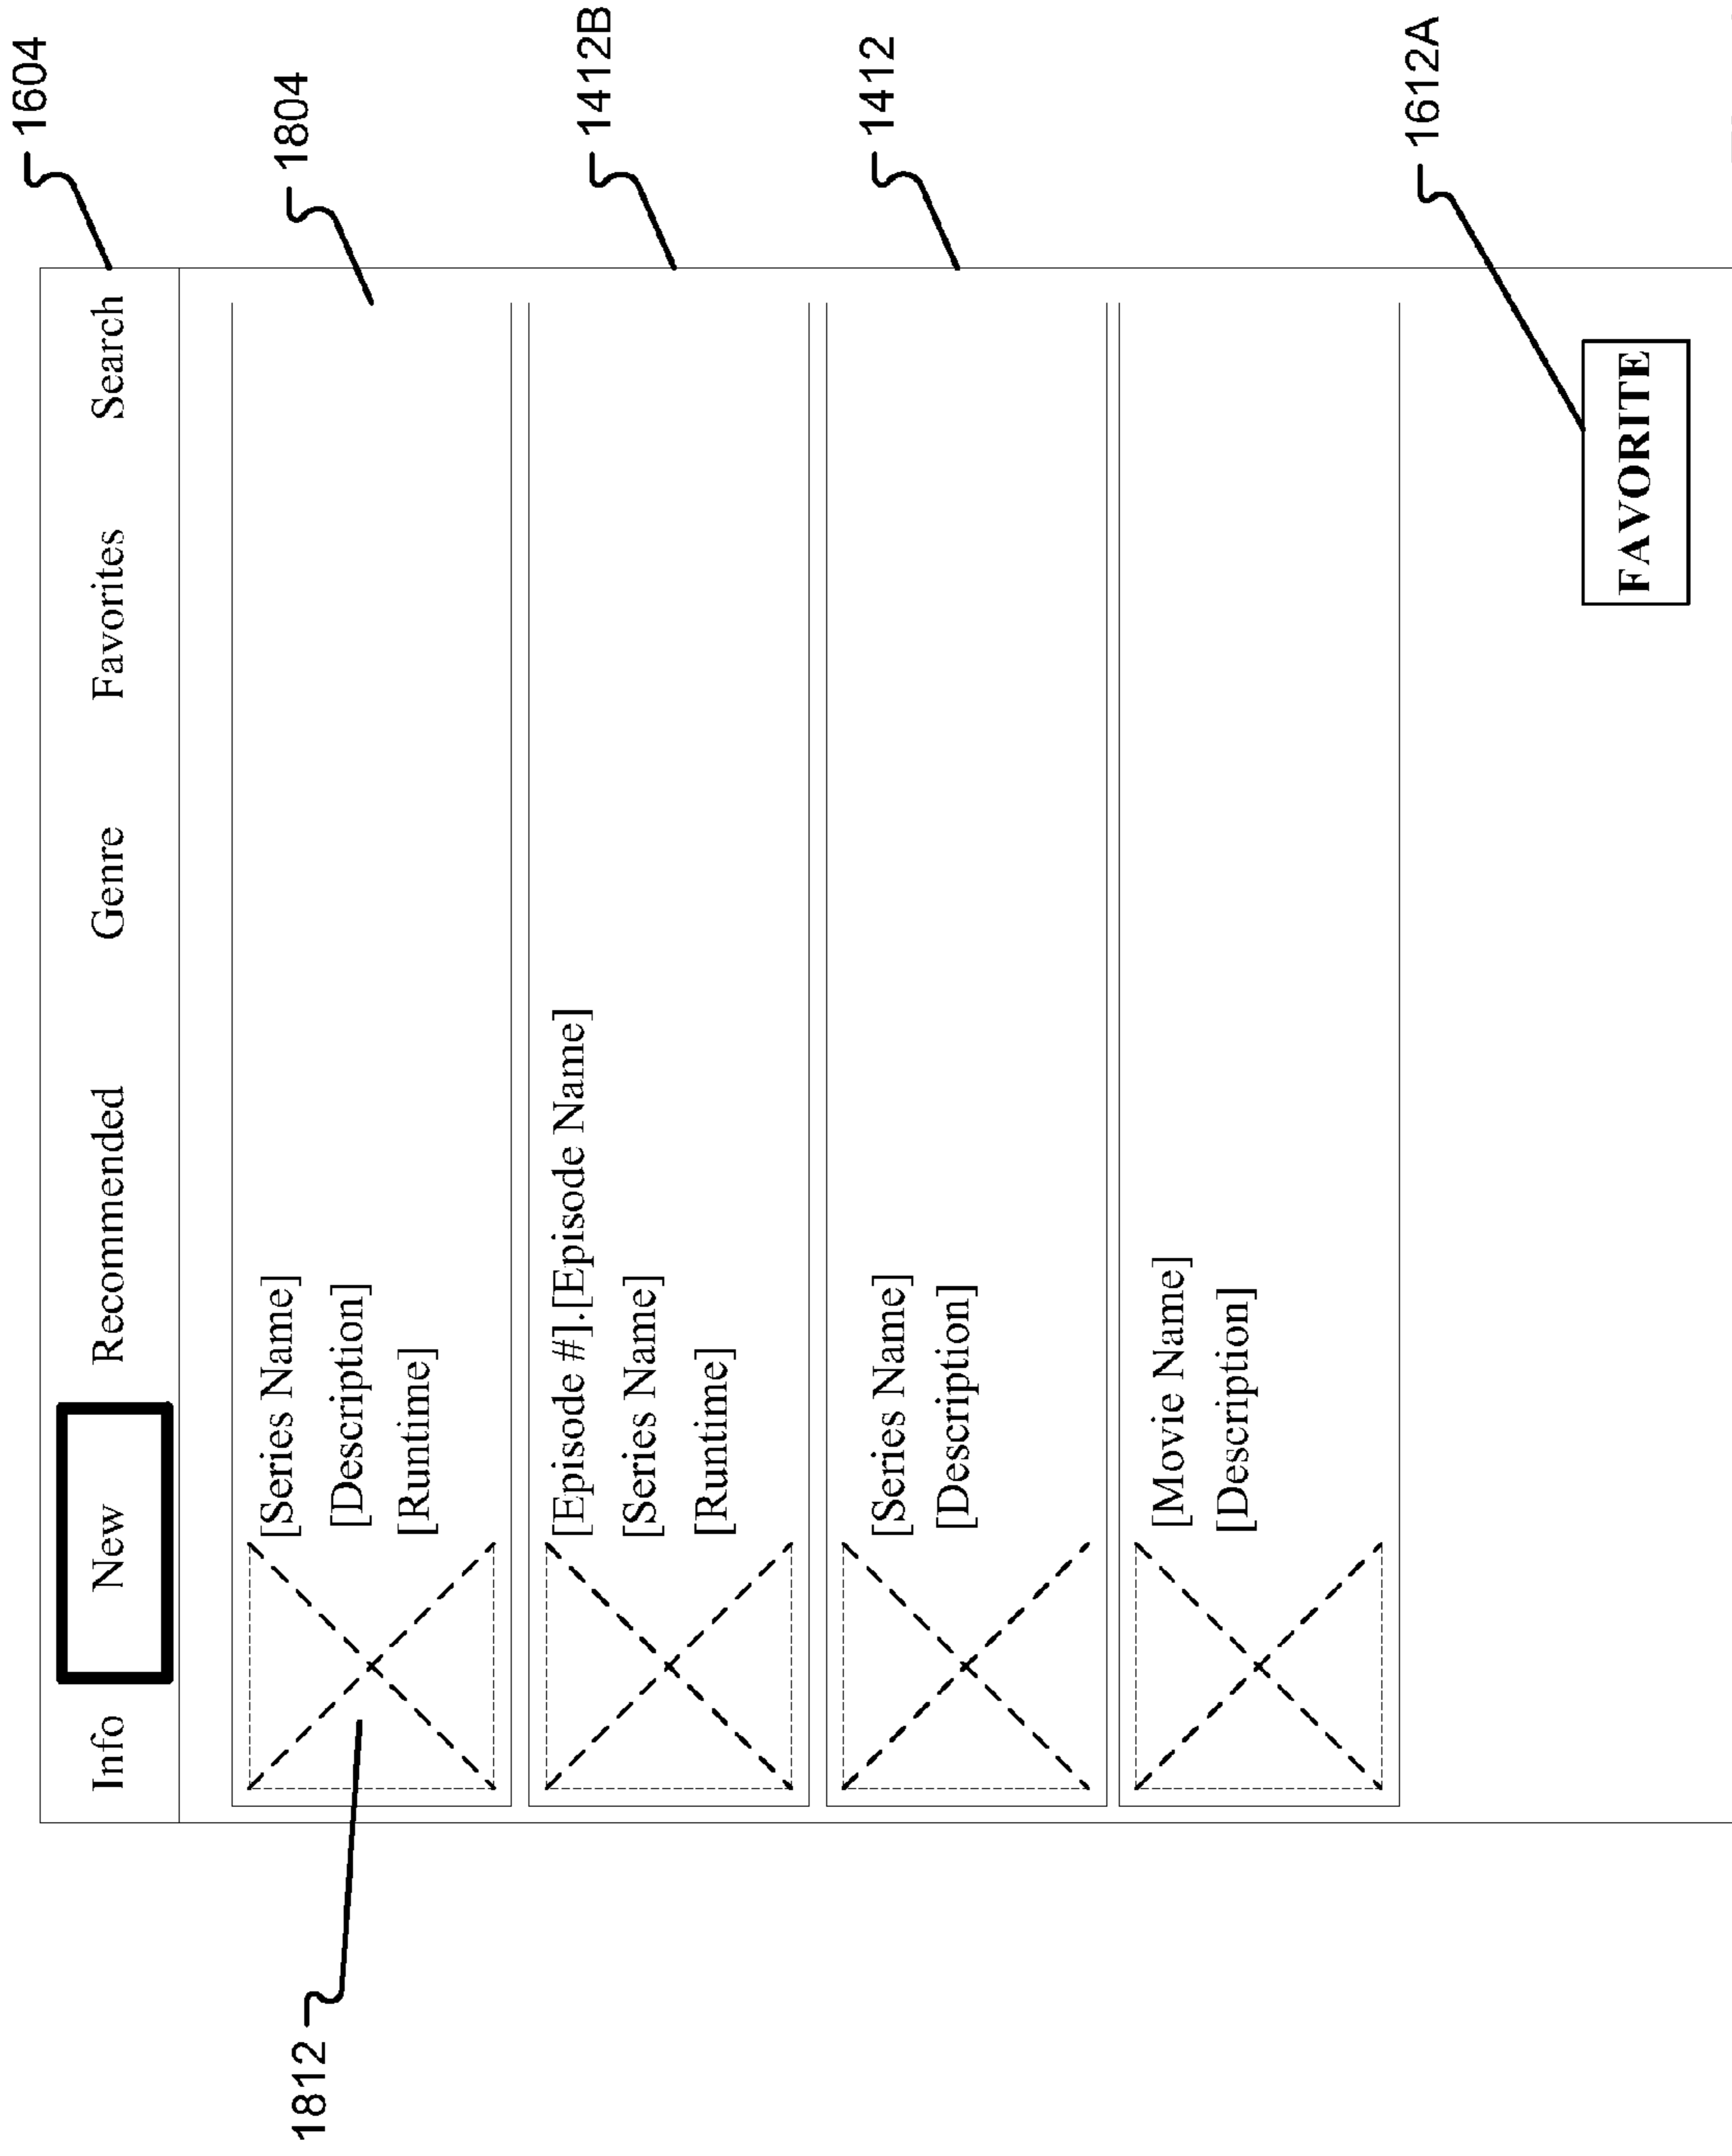 1604
Info New Recommended Genre Favorites Search
1804
1812
[Series Name]
[Description]
[Runtime]
1412B
[Episode #].[Episode Name]
[Series Name]
[Runtime]
1412
[Series Name]
[Description]
[Movie Name]
[Description]
1612A
FAVORITE